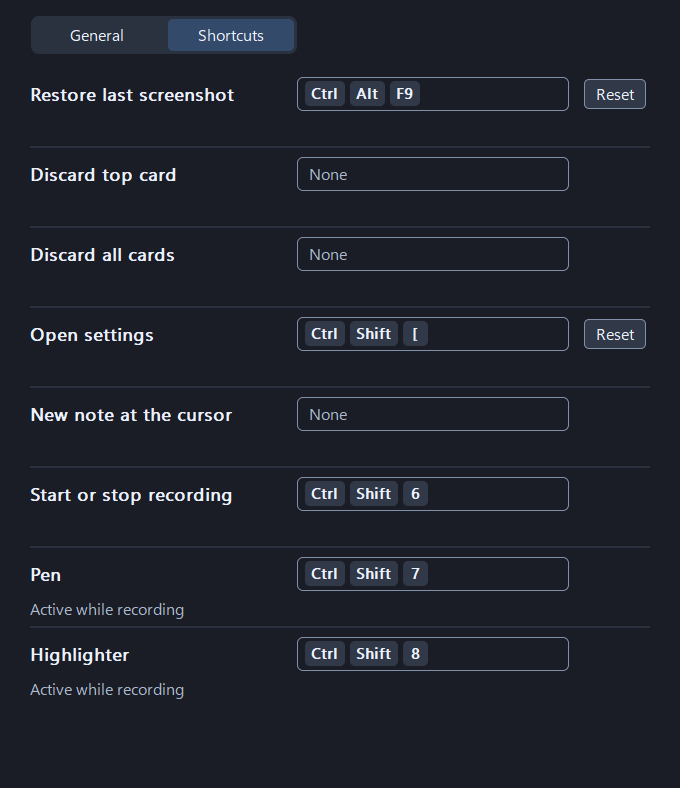 General Shortcuts
Restore last screenshot Ctrl Alt F9 Reset
Discard top card None
Discard all cards None
Open settings Ctrl Shift [ Reset
New note at the cursor None
Start or stop recording Ctrl Shift 6
Pen Ctrl Shift 7
Active while recording
Highlighter Ctrl Shift 8
Active while recording